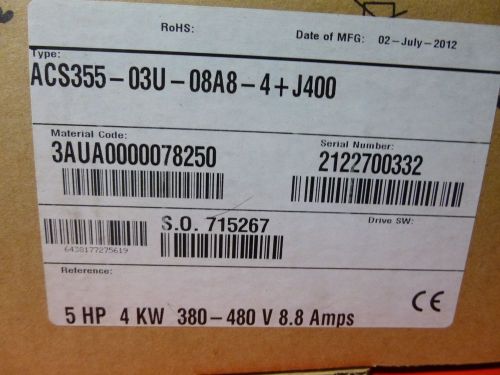 RoHS: Date of MFG: 02-July-2012
Type:
ACS355-03U-08A8-4+J400
Material Code: Serial Number:
3AUA0000078250 2122700332
S.O. 715267 Drive SW:
6438177275619
Reference:
5 HP 4 KW 380-480 V 8.8 Amps
CE